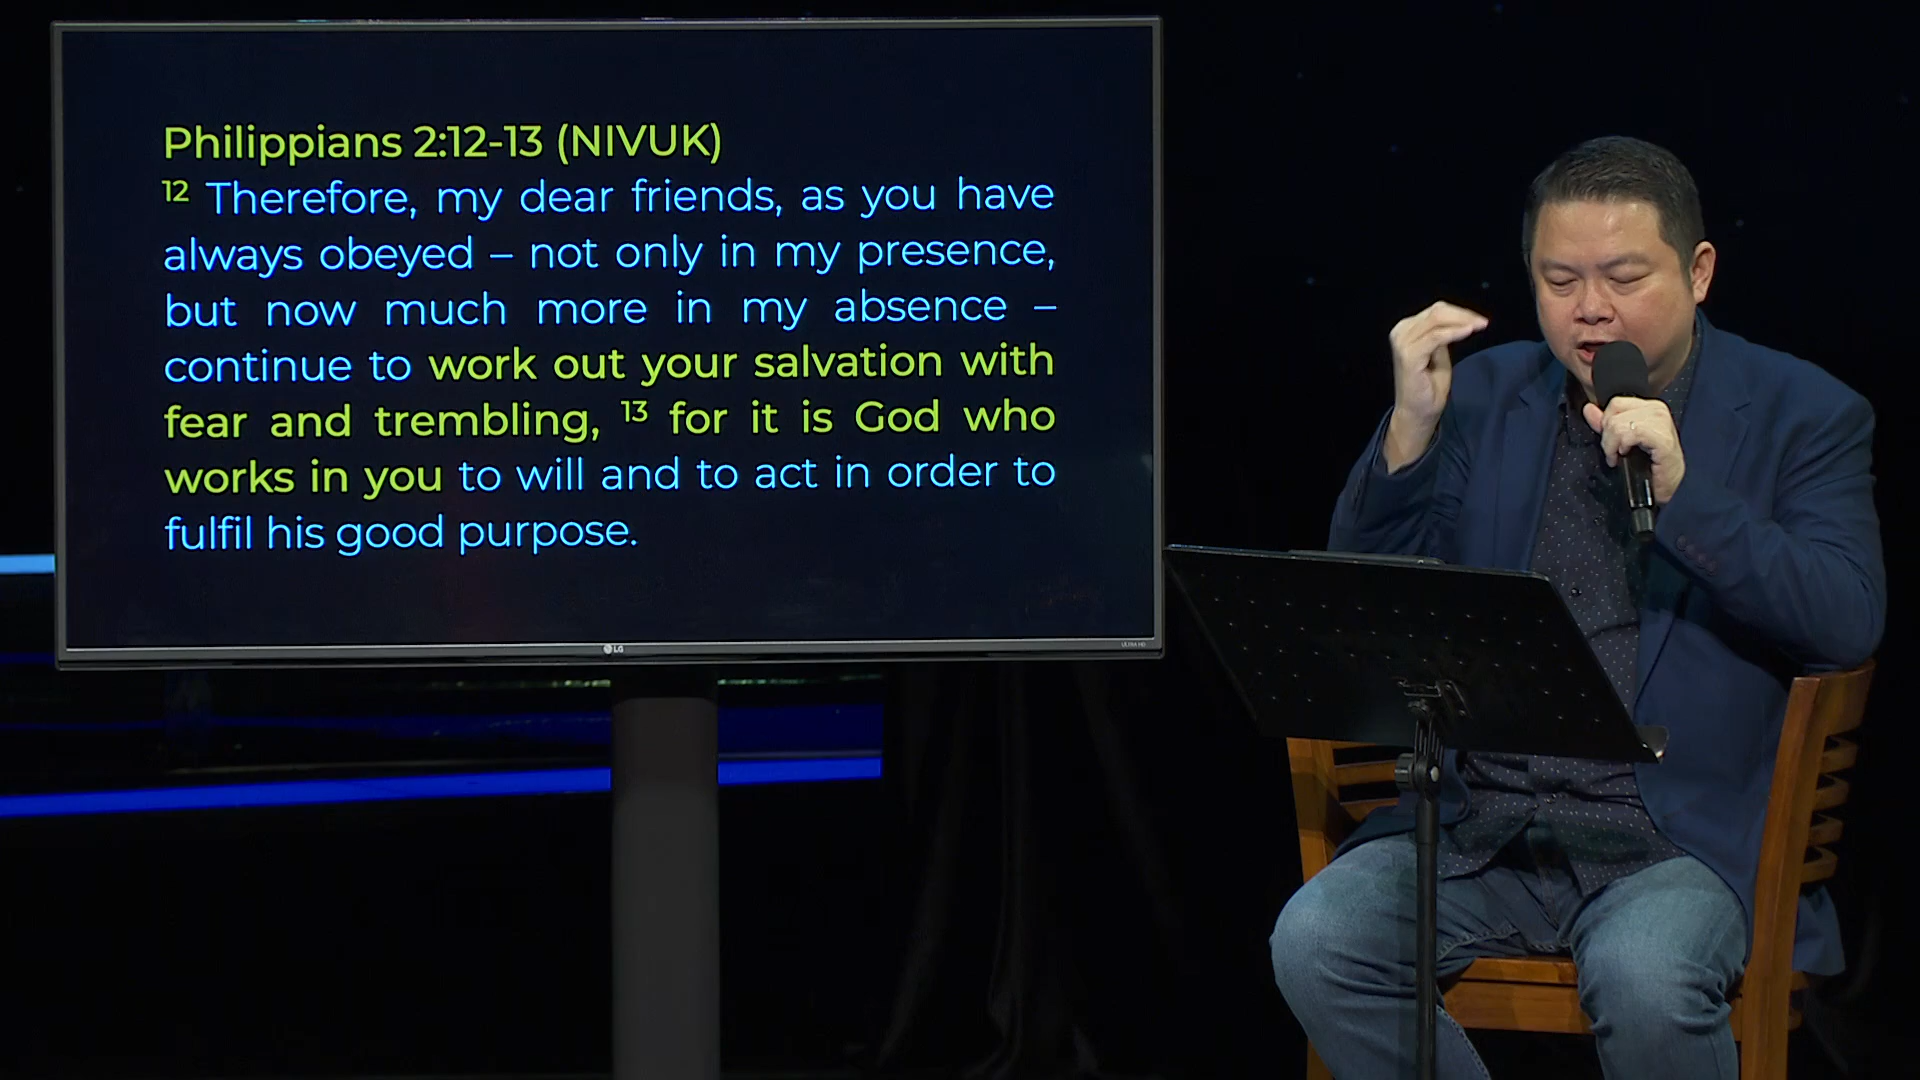 Philippians 2:12-13 (NIVUK)
12 Therefore, my dear friends, as you have
always obeyed – not only in my presence,
but now much more in my absence –
continue to work out your salvation with
fear and trembling, 13 for it is God who
works in you to will and to act in order to
fulfil his good purpose.
LG
ULTRA HD